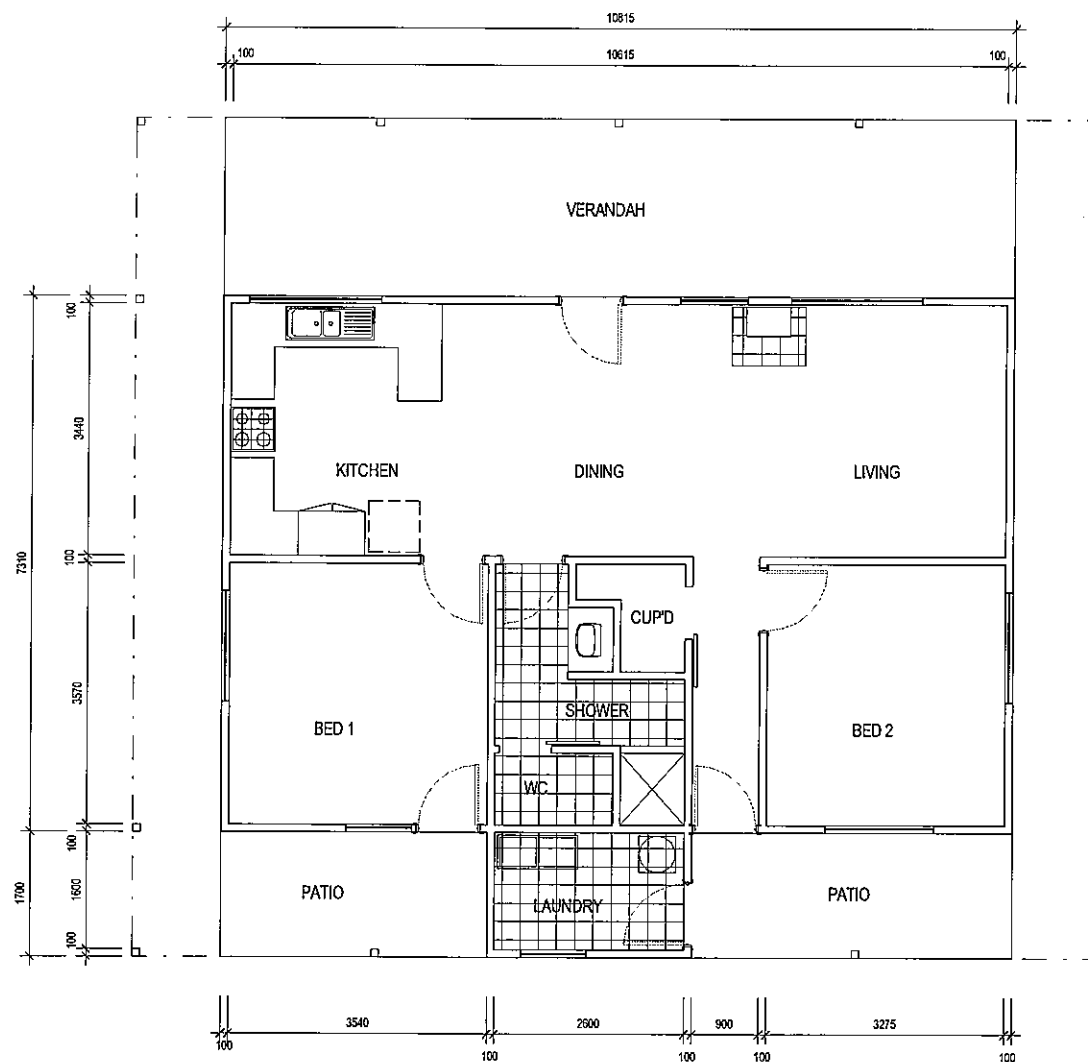 10815
100 10615 100
VERANDAH
100
3440
KITCHEN DINING LIVING
7310
100
CUP'D
3570
SHOWER
BED 1 BED 2
WC
100
1700
1600
PATIO LAUNDRY PATIO
100
3540 2600 900 3275
100 100 100 100 100